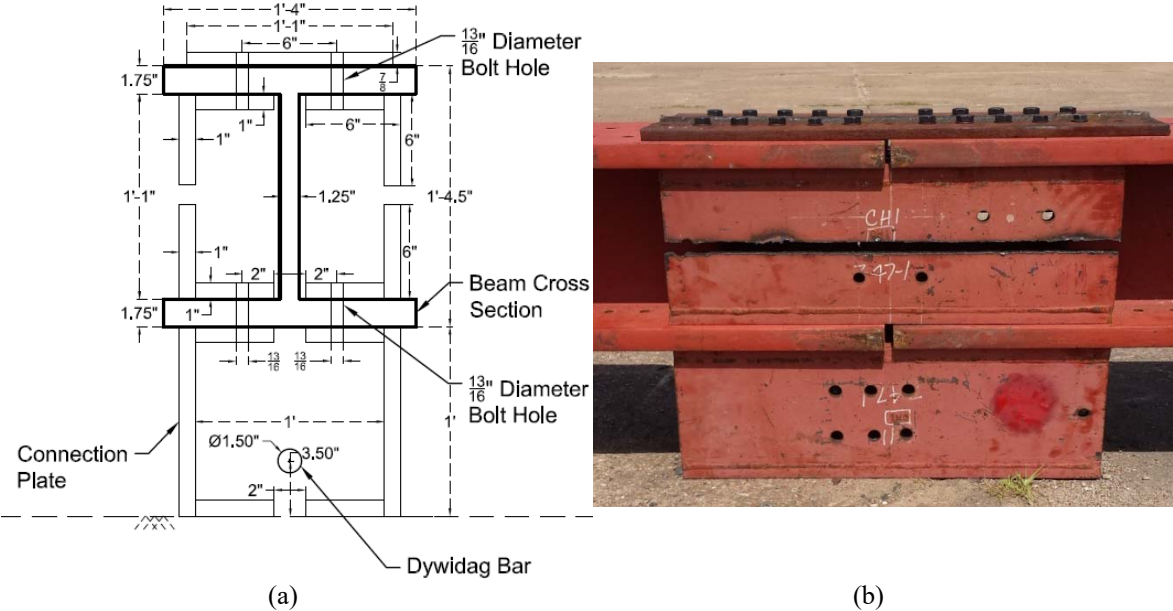 1'-4"
1'-1"
6"
13/16" Diameter
Bolt Hole
1.75"
7/8
1"
6"
1"
6"
1'-1"
1.25"
1'-4.5"
1"
6"
2"
2"
Beam Cross
Section
1.75"
1"
13/16
13/16
13/16" Diameter
Bolt Hole
1'
1'
Ø1.50"
3.50"
Connection
Plate
2"
Dywidag Bar
(a)
CH1
47-1
471
(b)